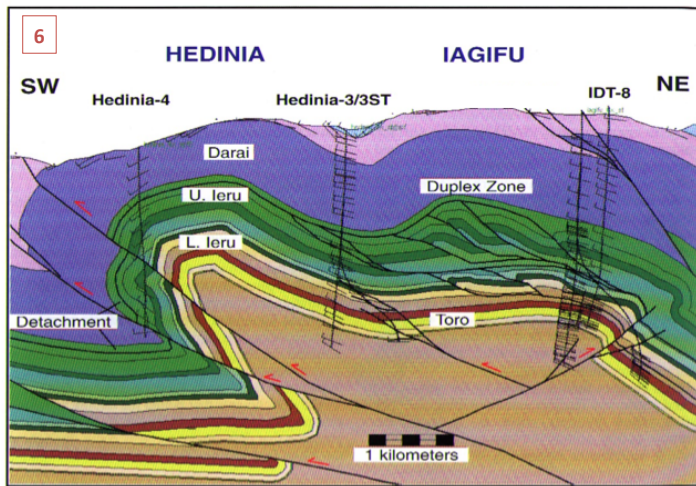 6
HEDINIA
IAGIFU
SW
NE
Hedinia-4
Hedinia-3/3ST
IDT-8
Darai
U. Ieru
Duplex Zone
L. Ieru
Detachment
Toro
1 kilometers